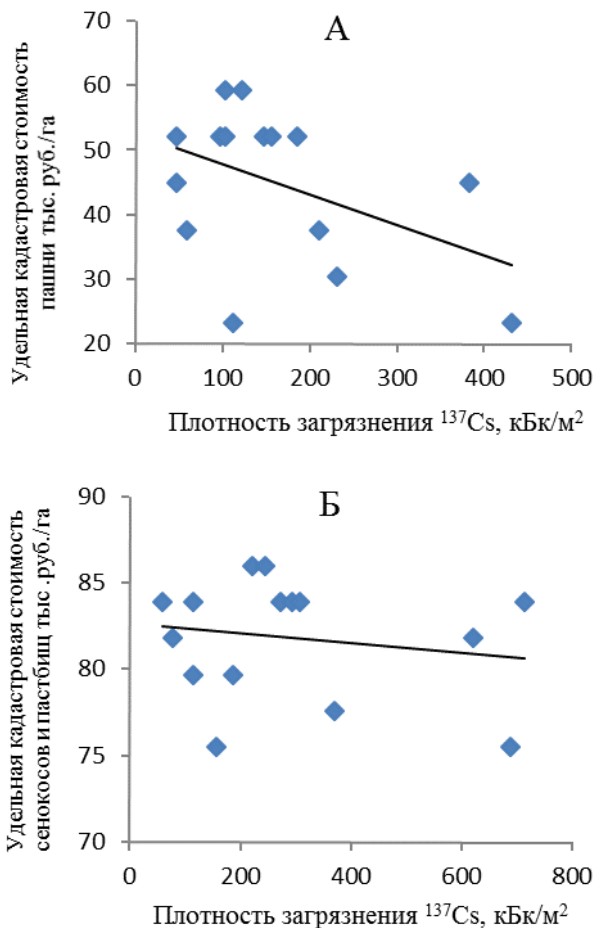 А
Удельная кадастровая стоимость
пашни тыс. руб./га
70
60
50
40
30
20
0 100 200 300 400 500
Плотность загрязнения ¹³⁷Cs, кБк/м²
Б
Удельная кадастровая стоимость
сенокосов и пастбищ тыс .руб./га
90
85
80
75
70
0 200 400 600 800
Плотность загрязнения ¹³⁷Cs, кБк/м²